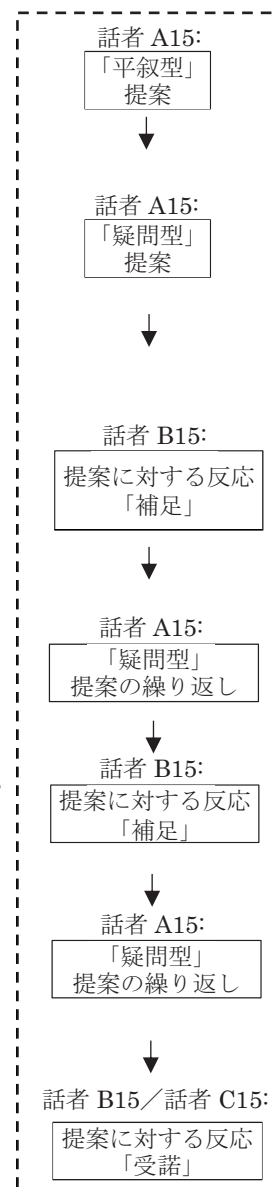 話者 A15:
「平叙型」
提案
話者 A15:
「疑問型」
提案
話者 B15:
提案に対する反応
「補足」
話者 A15:
「疑問型」
提案の繰り返し
話者 B15:
提案に対する反応
「補足」
話者 A15:
「疑問型」
提案の繰り返し
話者 B15／話者 C15:
提案に対する反応
「受諾」